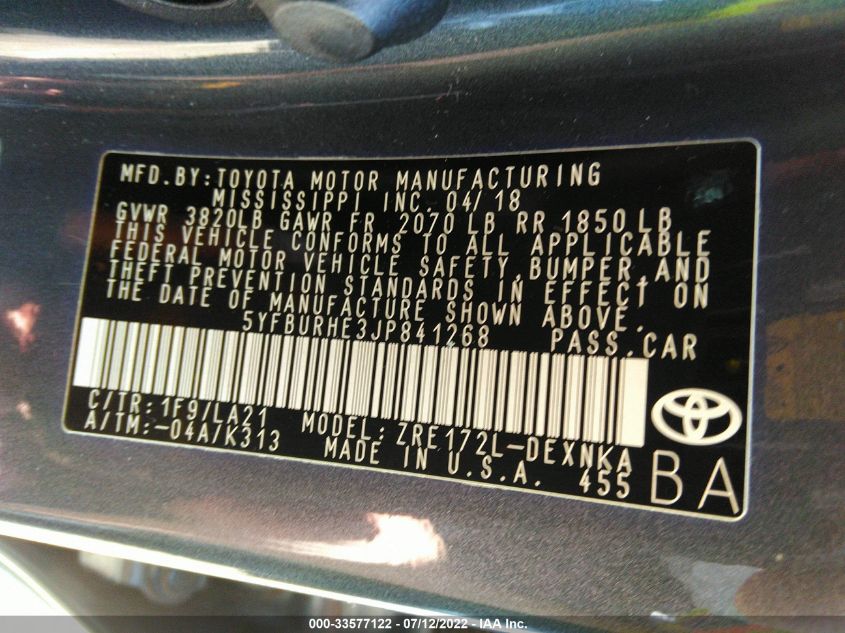 MFD.BY:TOYOTA MOTOR MANUFACTURING
MISSISSIPPI INC. 04/18
GVWR 3820LB GAWR FR 2070 LB RR 1850 LB
THIS VEHICLE CONFORMS TO ALL APPLICABLE
FEDERAL MOTOR VEHICLE SAFETY,BUMPER,AND
THEFT PREVENTION STANDARDS IN EFFECT ON
THE DATE OF MANUFACTURE SHOWN ABOVE.
5YFBURHE3JP841268 PASS.CAR
C/TR:1F9/LA21 MODEL:ZRE172L-DEXNKA
A/TM:-04A/K313 MADE IN U.S.A. 455 BA
000-33577122 - 07/12/2022 - IAA Inc.